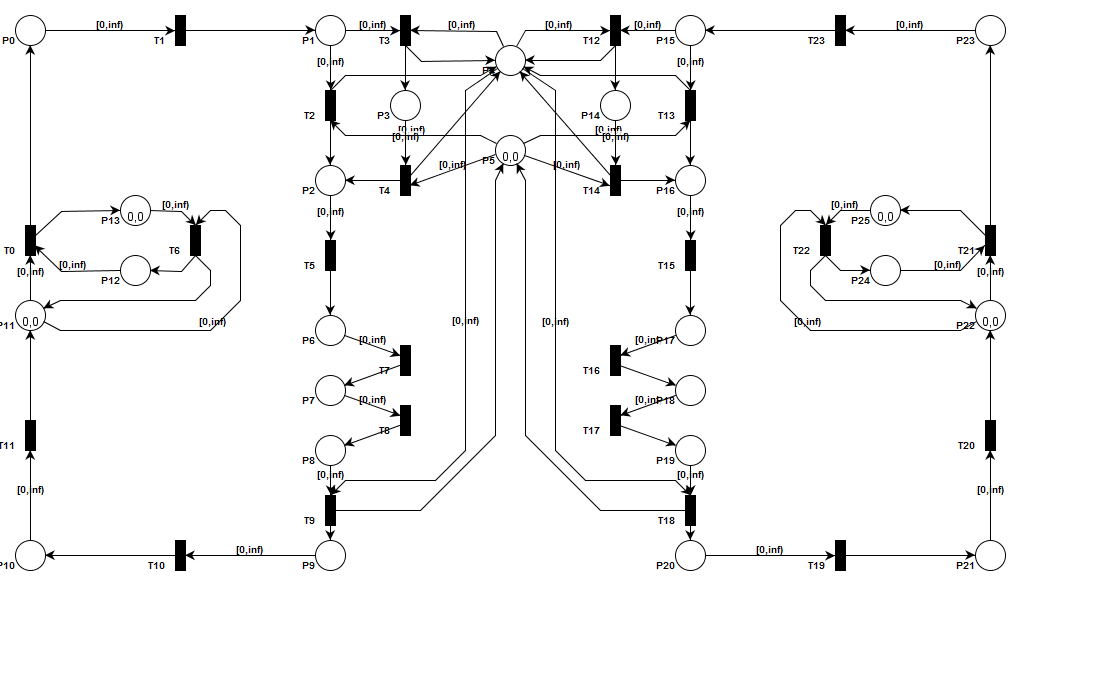 P0
[0,inf)
T1
P1
[0,inf)
T3
[0,inf)
[0,inf)
T12
[0,inf)
P15
T23
[0,inf)
P23
[0,inf)
[0,inf)
T2
P3
P14
T13
[0,inf)
[0,inf)
[0,inf)
[0,inf)
P5
0,0
[0,inf)
[0,inf)
P2
T4
T14
P16
[0,inf)
[0,inf)
P13
0,0
[0,inf)
T0
T6
[0,inf)
[0,inf)
P12
P11
0,0
[0,inf)
T5
T15
[0,inf)
P25
0,0
T22
T21
[0,inf)
[0,inf)
P24
[0,inf)
P22
0,0
[0,inf)
[0,inf)
P6
[0,inf)
T7
P7
[0,inf)
T8
P8
[0,inf)
T9
P17
T16
P18
T17
P19
[0,inf)
T18
T11
[0,inf)
P10
T10
[0,inf)
P9
P20
[0,inf)
T19
P21
T20
[0,inf)